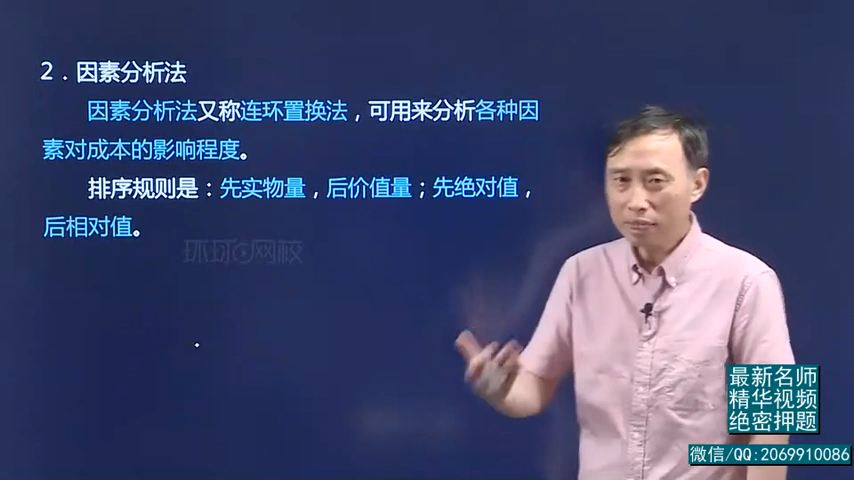 2．因素分析法
因素分析法又称连环置换法，可用来分析各种因
素对成本的影响程度。
排序规则是：先实物量，后价值量；先绝对值，
后相对值。
环球网校
最新名师
精华视频
绝密押题
微信/QQ:2069910086